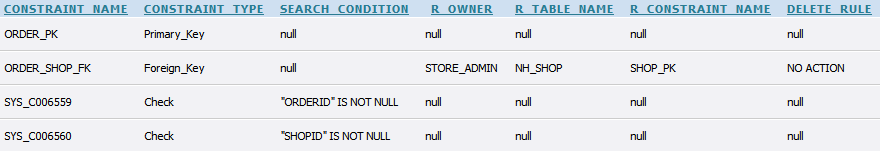 CONSTRAINT_NAME CONSTRAINT_TYPE SEARCH_CONDITION R_OWNER R_TABLE_NAME R_CONSTRAINT_NAME DELETE_RULE
ORDER_PK Primary_Key null null null null null
ORDER_SHOP_FK Foreign_Key null STORE_ADMIN NH_SHOP SHOP_PK NO ACTION
SYS_C006559 Check "ORDERID" IS NOT NULL null null null null
SYS_C006560 Check "SHOPID" IS NOT NULL null null null null